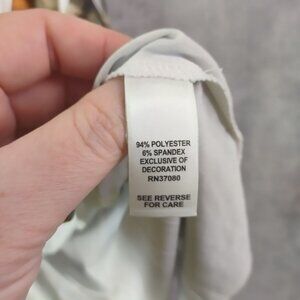 94% POLYESTER
6% SPANDEX
EXCLUSIVE OF
DECORATION
RN37080
SEE REVERSE
FOR CARE